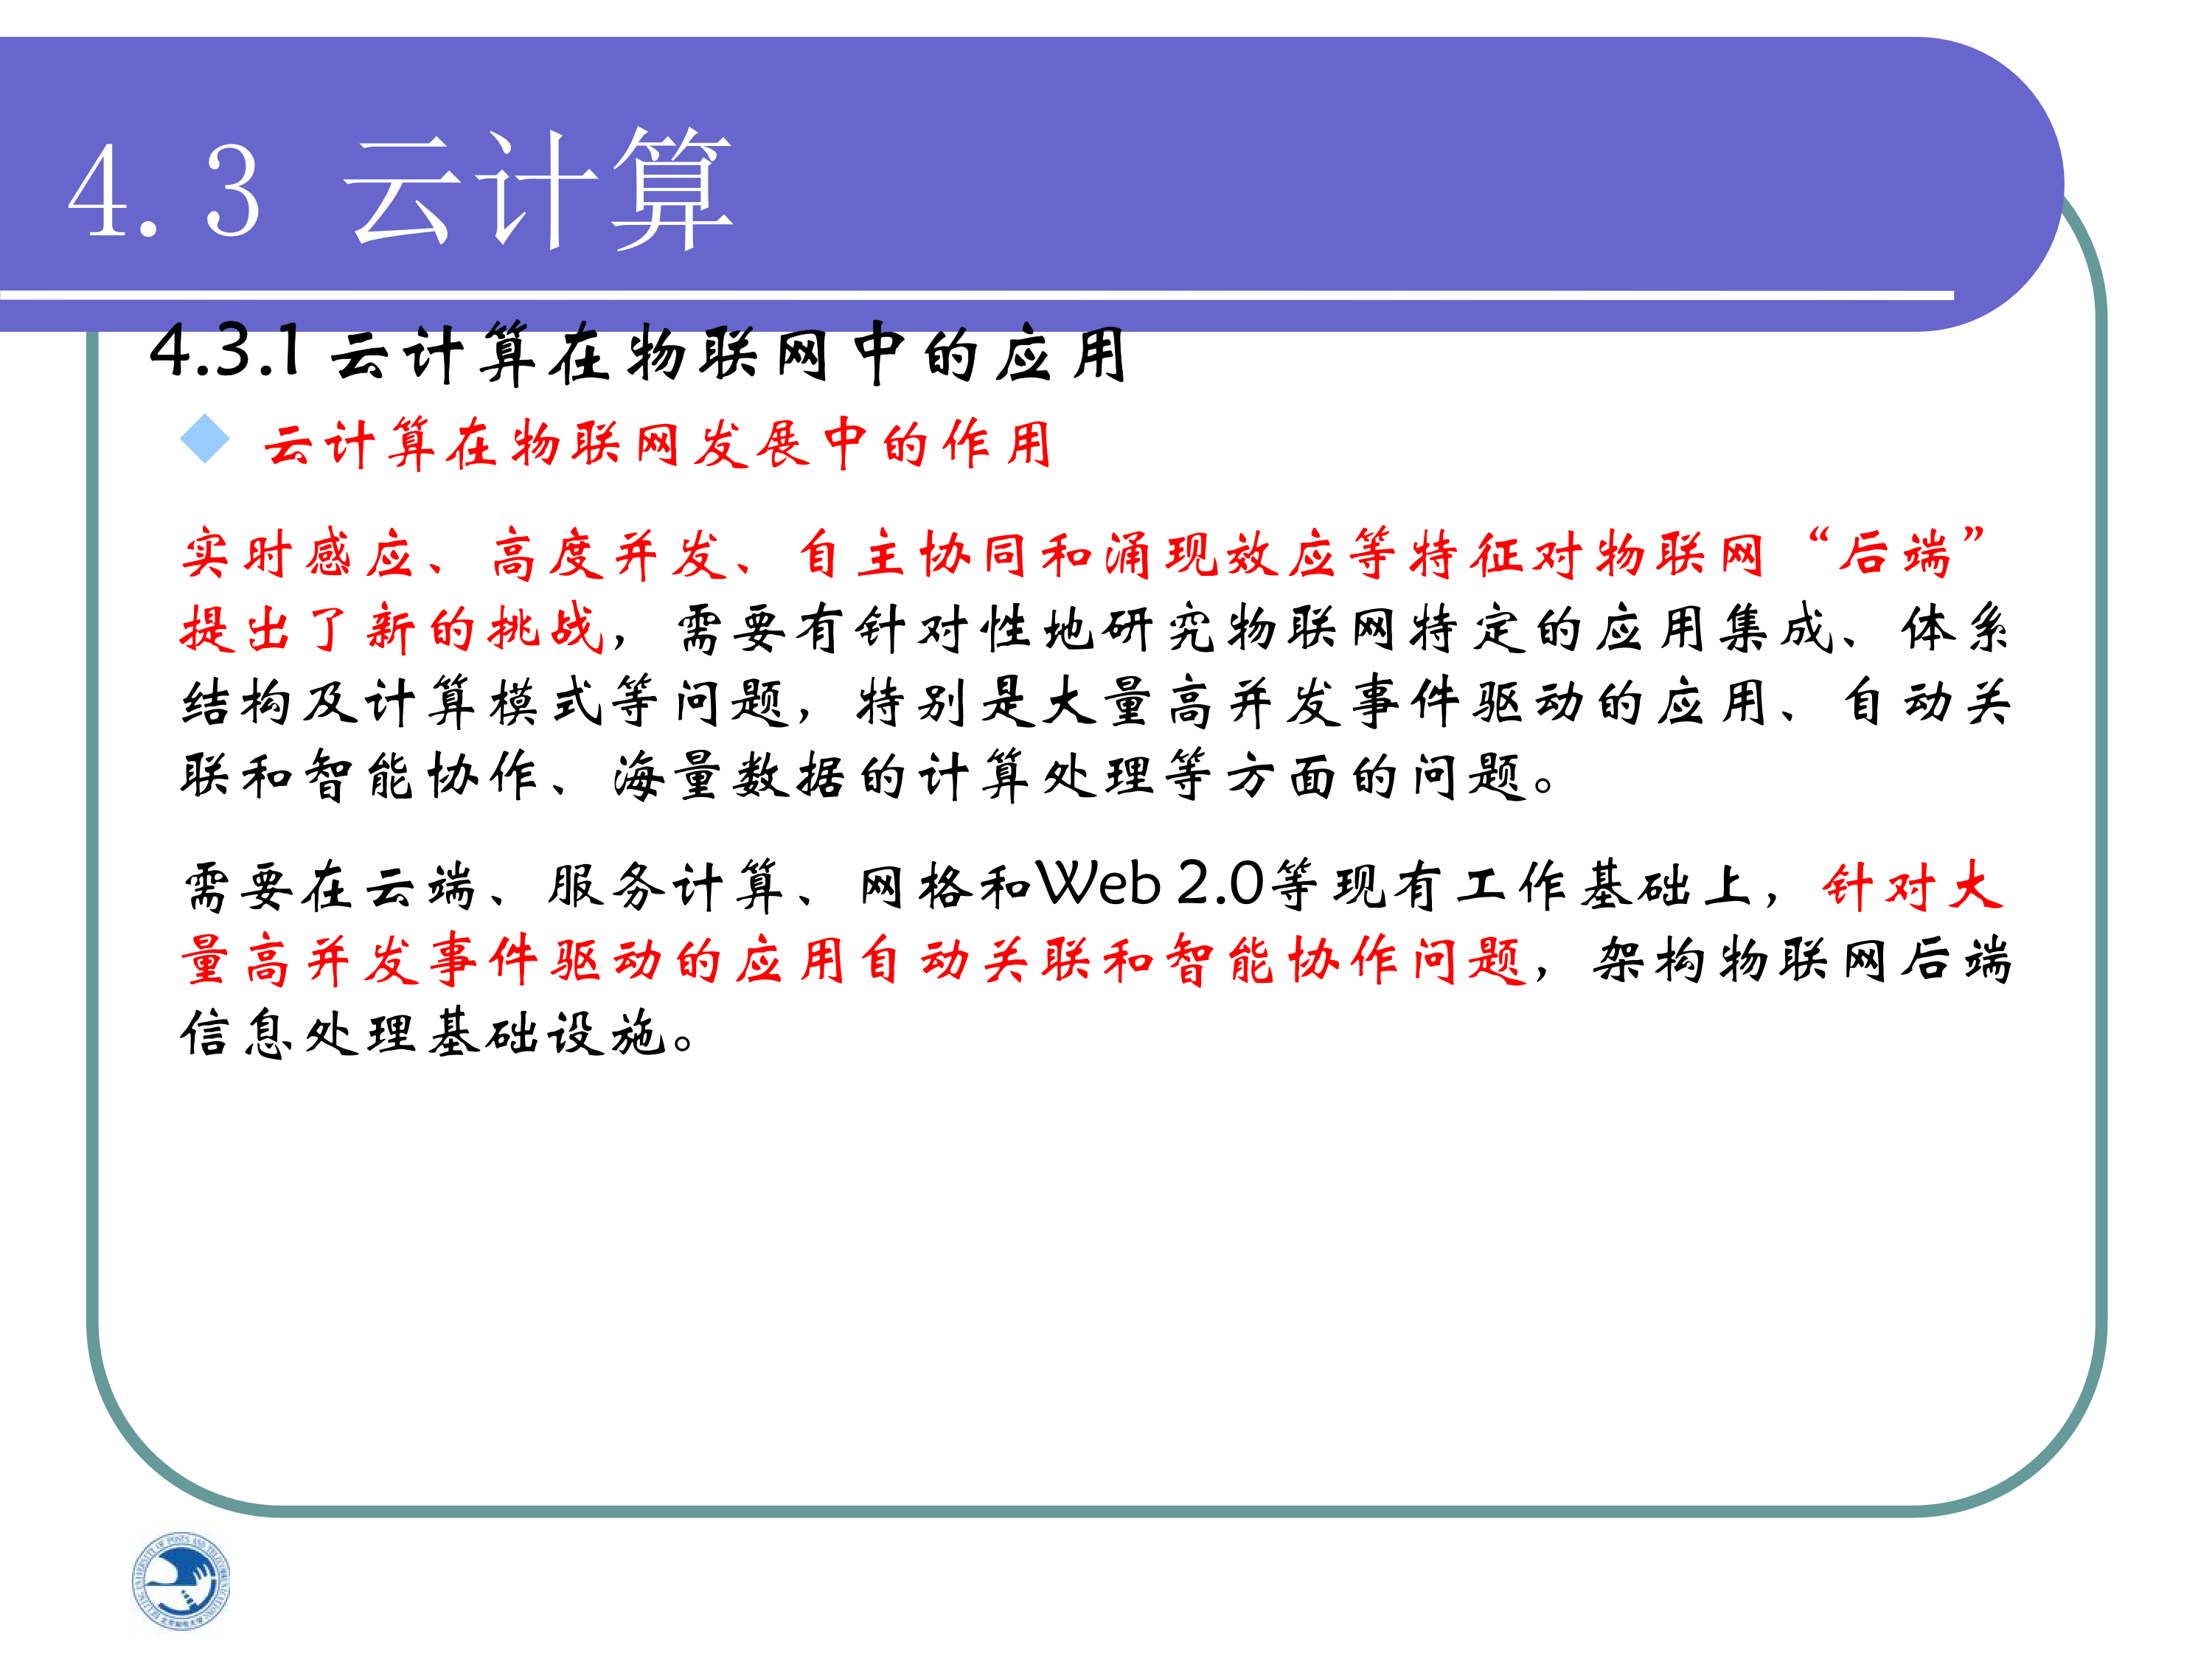 4.3 云计算
4.3.1 云计算在物联网中的应用
云计算在物联网发展中的作用
实时感应、高度并发、自主协同和涌现效应等特征对物联网“后端”
提出了新的挑战，需要有针对性地研究物联网特定的应用集成、体系
结构及计算模式等问题，特别是大量高并发事件驱动的应用、自动关
联和智能协作、海量数据的计算处理等方面的问题。
需要在云端、服务计算、网格和Web 2.0等现有工作基础上，针对大
量高并发事件驱动的应用自动关联和智能协作问题，架构物联网后端
信息处理基础设施。